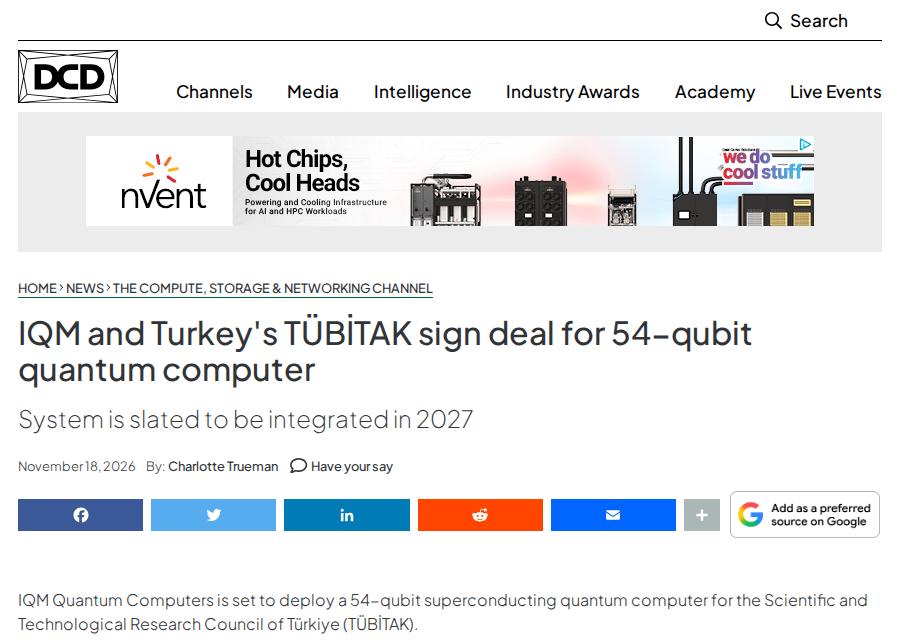 Search
DCD
Channels
Media
Intelligence
Industry Awards
Academy
Live Events
nvent
Hot Chips,
Cool Heads
Powering and Cooling Infrastructure
for AI and HPC Workloads
we do
cool stuff
HOME > NEWS > THE COMPUTE, STORAGE & NETWORKING CHANNEL
IQM and Turkey's TÜBİTAK sign deal for 54-qubit
quantum computer
System is slated to be integrated in 2027
November 18, 2026 By: Charlotte Trueman Have your say
Add as a preferred
source on Google
IQM Quantum Computers is set to deploy a 54-qubit superconducting quantum computer for the Scientific and
Technological Research Council of Türkiye (TÜBİTAK).